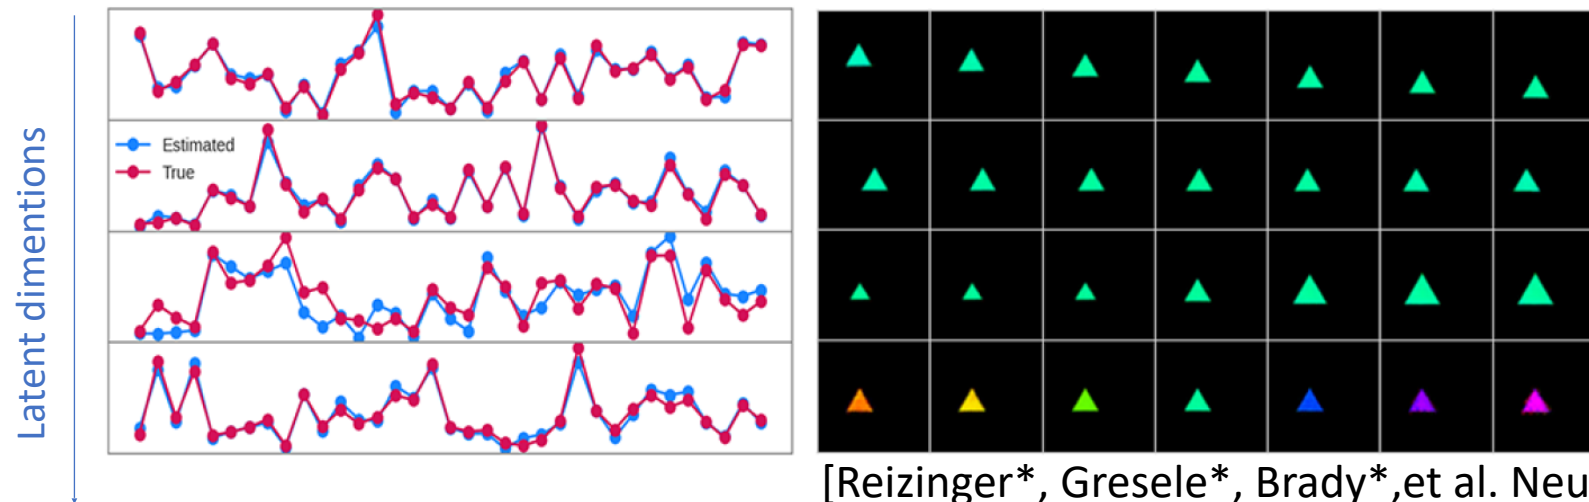 Latent dimentions
Estimated
True
[Reizinger*, Gresele*, Brady*,et al. Neu